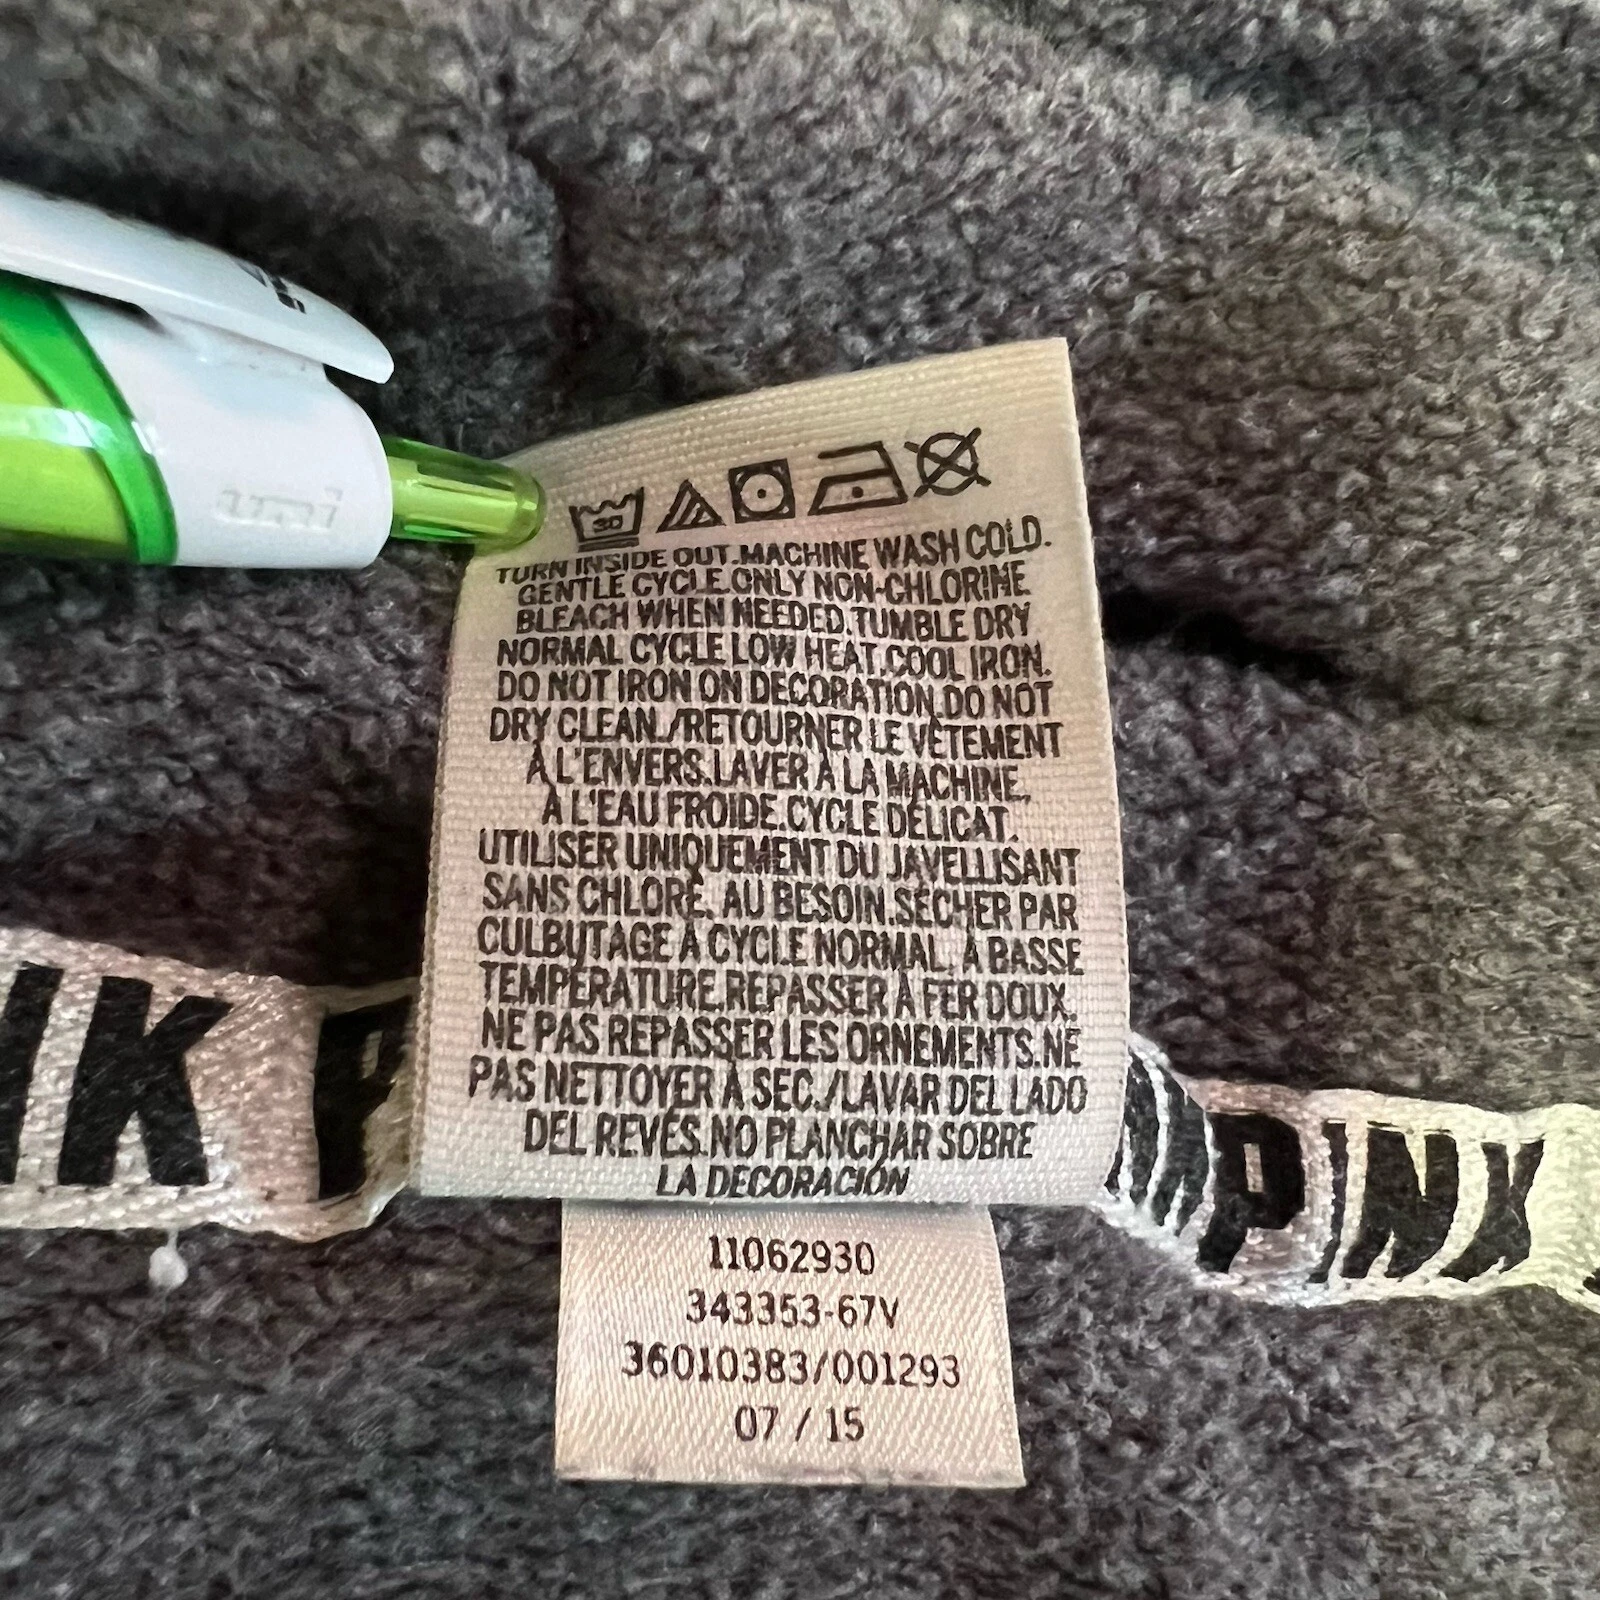 umi
30
TURN INSIDE OUT.MACHINE WASH COLD.
GENTLE CYCLE.ONLY NON-CHLORINE
BLEACH WHEN NEEDED.TUMBLE DRY
NORMAL CYCLE LOW HEAT.COOL IRON.
DO NOT IRON ON DECORATION.DO NOT
DRY CLEAN./RETOURNER LE VÊTEMENT
À L'ENVERS.LAVER À LA MACHINE,
À L'EAU FROIDE.CYCLE DÉLICAT.
UTILISER UNIQUEMENT DU JAVELLISANT
SANS CHLORE, AU BESOIN.SÉCHER PAR
CULBUTAGE À CYCLE NORMAL, À BASSE
TEMPÉRATURE.REPASSER À FER DOUX.
NE PAS REPASSER LES ORNEMENTS.NE
PAS NETTOYER À SEC./LAVAR DEL LADO
DEL REVÉS.NO PLANCHAR SOBRE
LA DECORACIÓN
NK P PINK
11062930
343353-67V
36010383/001293
07 / 15